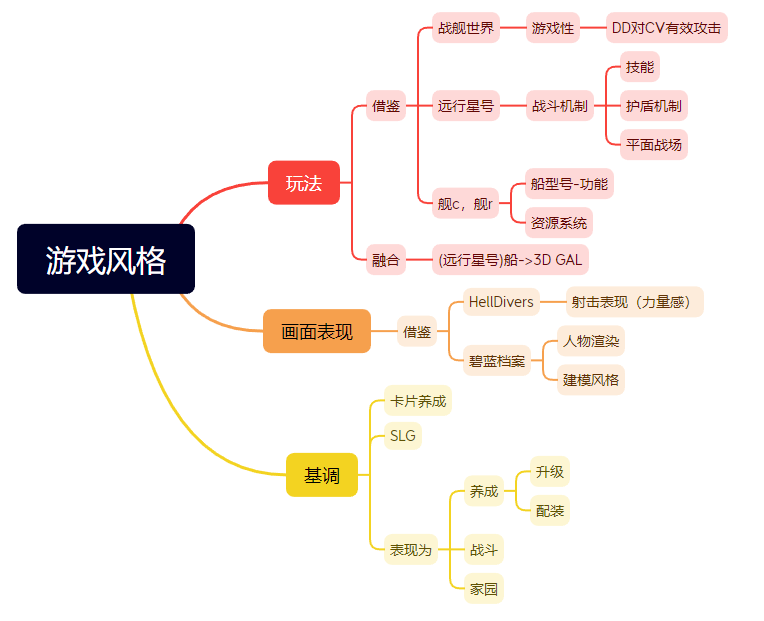 游戏风格
玩法
借鉴
战舰世界
游戏性
DD对CV有效攻击
远行星号
战斗机制
技能
护盾机制
平面战场
舰c，舰r
船型号-功能
资源系统
融合
(远行星号)船->3D GAL
画面表现
借鉴
HellDivers
射击表现（力量感）
碧蓝档案
人物渲染
建模风格
基调
卡片养成
SLG
表现为
养成
升级
配装
战斗
家园